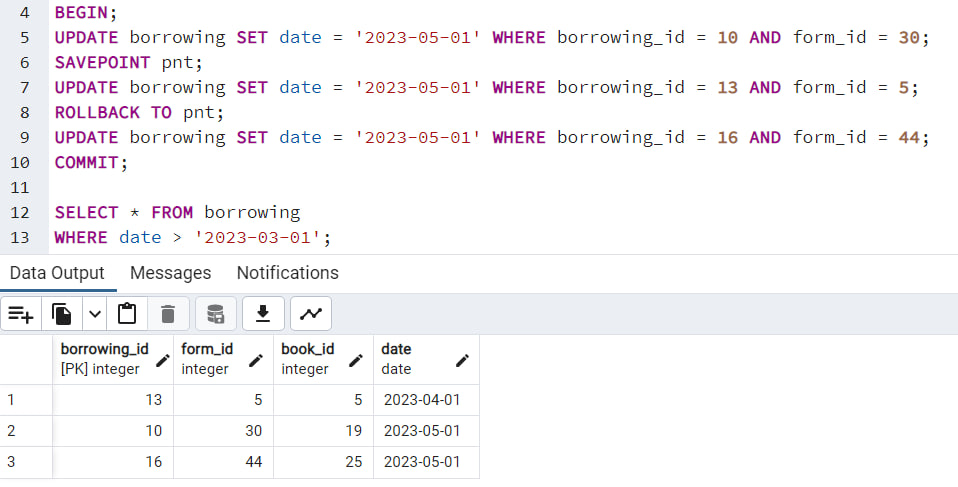 4 BEGIN;
5 UPDATE borrowing SET date = '2023-05-01' WHERE borrowing_id = 10 AND form_id = 30;
6 SAVEPOINT pnt;
7 UPDATE borrowing SET date = '2023-05-01' WHERE borrowing_id = 13 AND form_id = 5;
8 ROLLBACK TO pnt;
9 UPDATE borrowing SET date = '2023-05-01' WHERE borrowing_id = 16 AND form_id = 44;
10 COMMIT;
11
12 SELECT * FROM borrowing
13 WHERE date > '2023-03-01';
Data Output Messages Notifications
borrowing_id form_id book_id date
[PK] integer integer integer date
1 13 5 5 2023-04-01
2 10 30 19 2023-05-01
3 16 44 25 2023-05-01